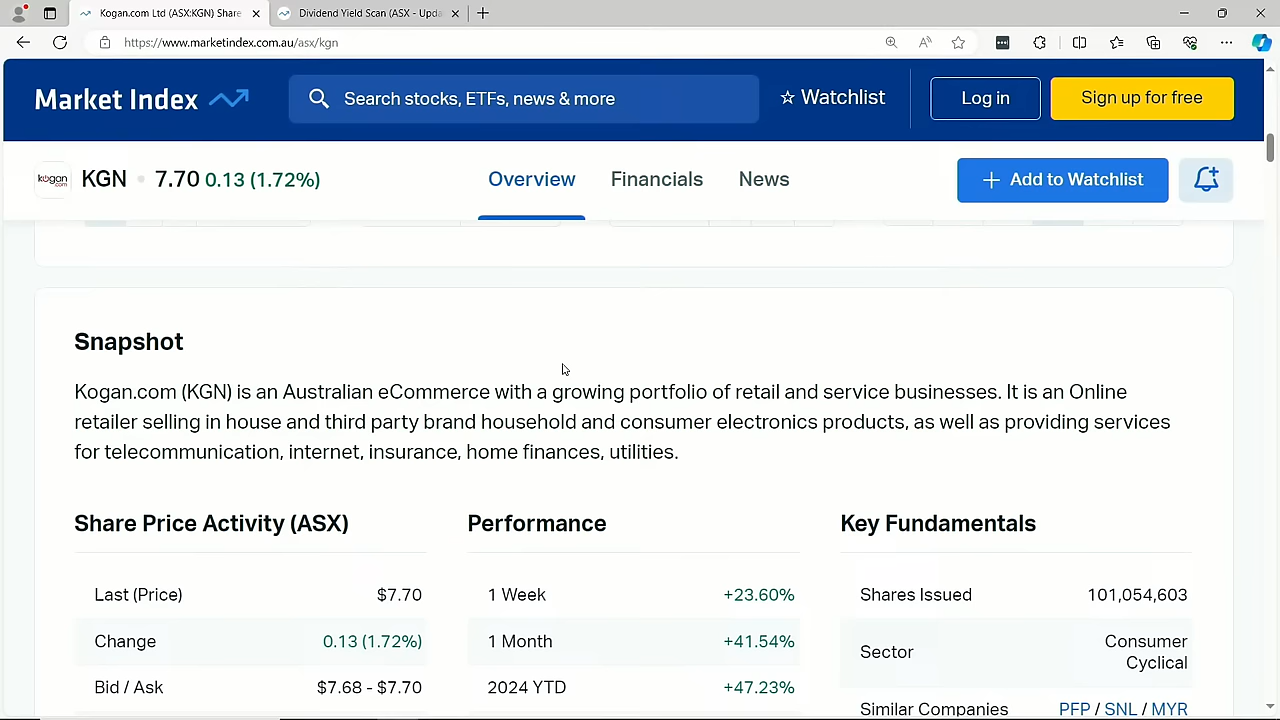 Kogan.com Ltd (ASX:KGN) Share
Dividend Yield Scan (ASX - Upda
https://www.marketindex.com.au/asx/kgn
Market Index
Search stocks, ETFs, news & more
☆ Watchlist
Log in
Sign up for free
kogan
.com
KGN • 7.70 0.13 (1.72%)
Overview
Financials
News
+ Add to Watchlist
Snapshot
Kogan.com (KGN) is an Australian eCommerce with a growing portfolio of retail and service businesses. It is an Online
retailer selling in house and third party brand household and consumer electronics products, as well as providing services
for telecommunication, internet, insurance, home finances, utilities.
Share Price Activity (ASX)
Last (Price) $7.70
Change 0.13 (1.72%)
Bid / Ask $7.68 - $7.70
Performance
1 Week +23.60%
1 Month +41.54%
2024 YTD +47.23%
Key Fundamentals
Shares Issued 101,054,603
Sector Consumer
Cyclical
Similar Companies PFP / SNL / MYR